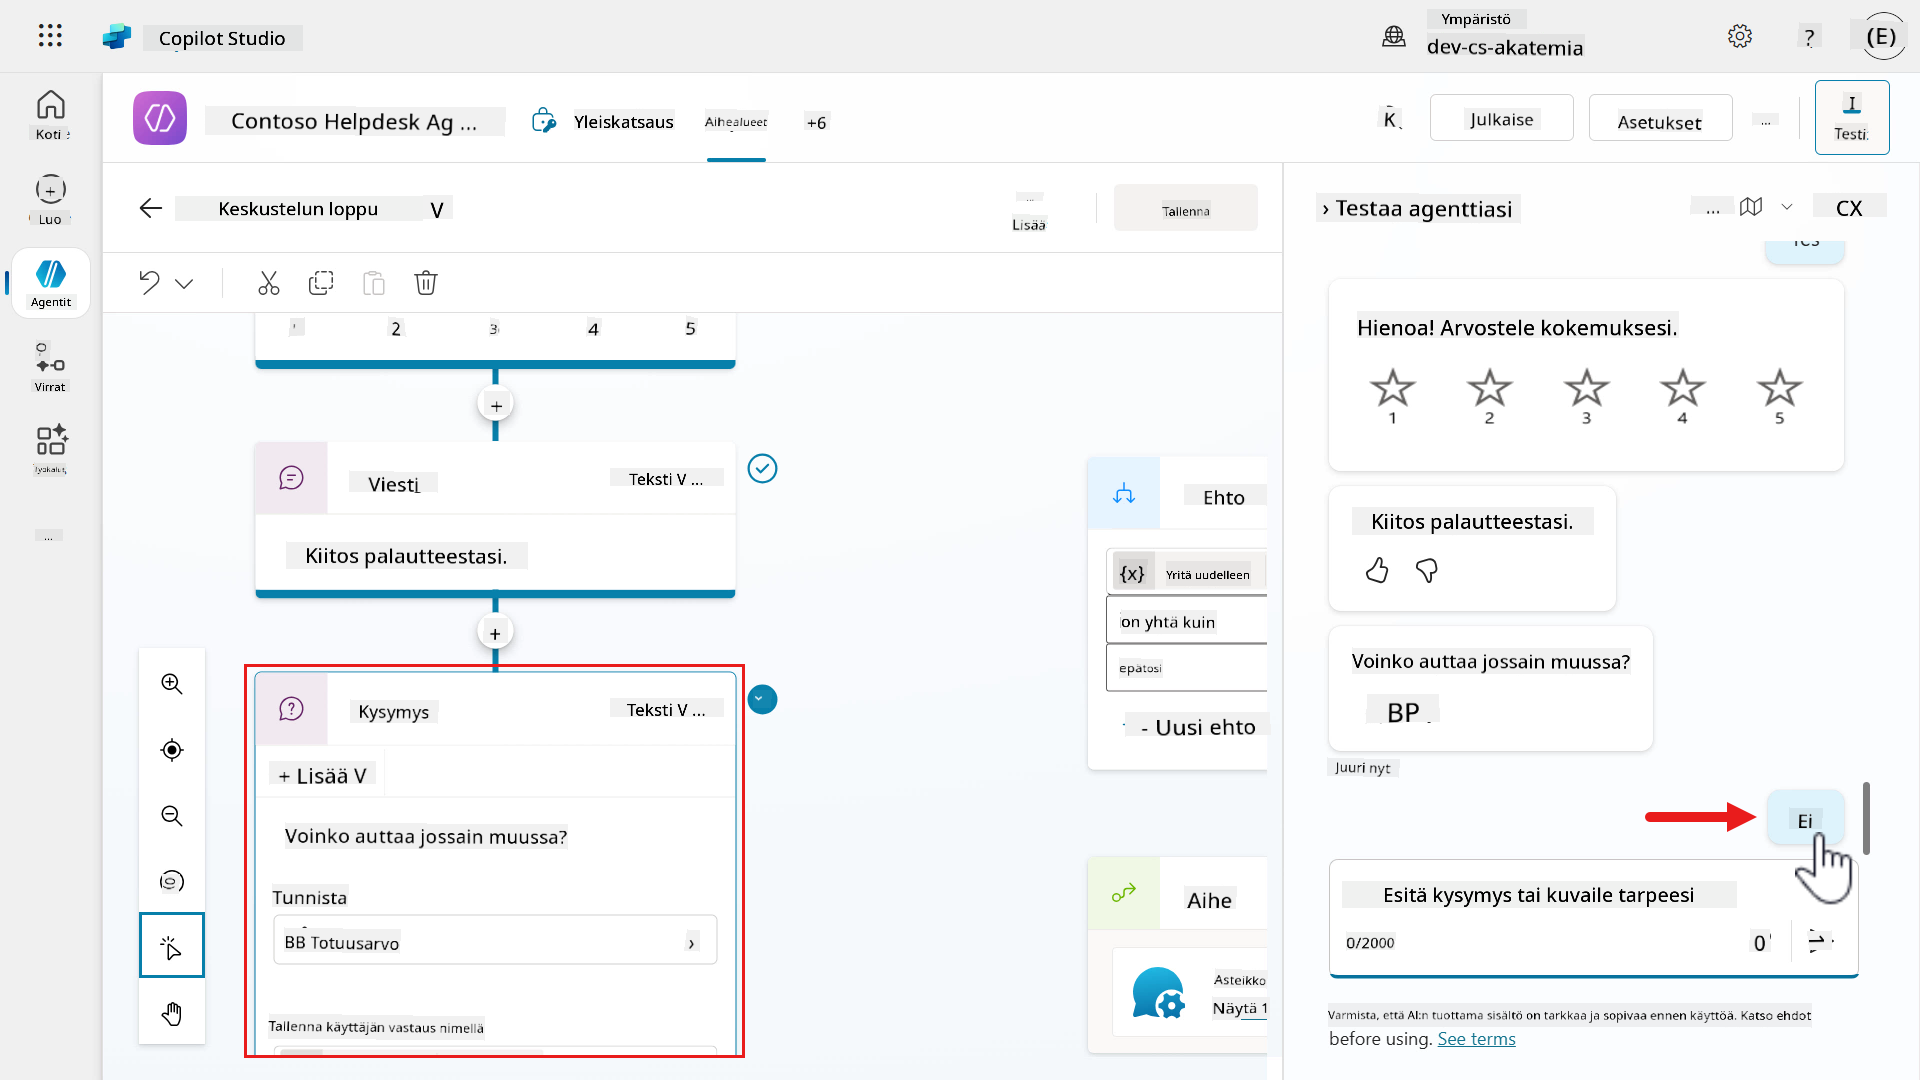 Copilot Studio
Ympäristö
dev-cs-akatemia
?
(E)
Koti
Luo
Agentit
Virrat
...
Contoso Helpdesk Ag ...
Yleiskatsaus
Aihealueet
+6
K
Julkaise
Asetukset
...
Testi
Keskustelun loppu V
...
Lisää
Tallenna
2 3 4 5
+
Viesti
Teksti V ...
Kiitos palautteestasi.
+
Kysymys
Teksti V ...
+ Lisää V
Voinko auttaa jossain muussa?
Tunnista
BB Totuusarvo
Tallenna käyttäjän vastaus nimellä
Ehto
{x} Yritä uudelleen
on yhtä kuin
epätosi
- Uusi ehto
Aihe
Asteikko
Näytä 1
› Testaa agenttiasi
...
CX
Hienoa! Arvostele kokemuksesi.
1 2 3 4 5
Kiitos palautteestasi.
Voinko auttaa jossain muussa?
BP
Juuri nyt
Ei
Esitä kysymys tai kuvaile tarpeesi
0/2000
0
Varmista, että AI:n tuottama sisältö on tarkkaa ja sopivaa ennen käyttöä. Katso ehdot
before using. See terms